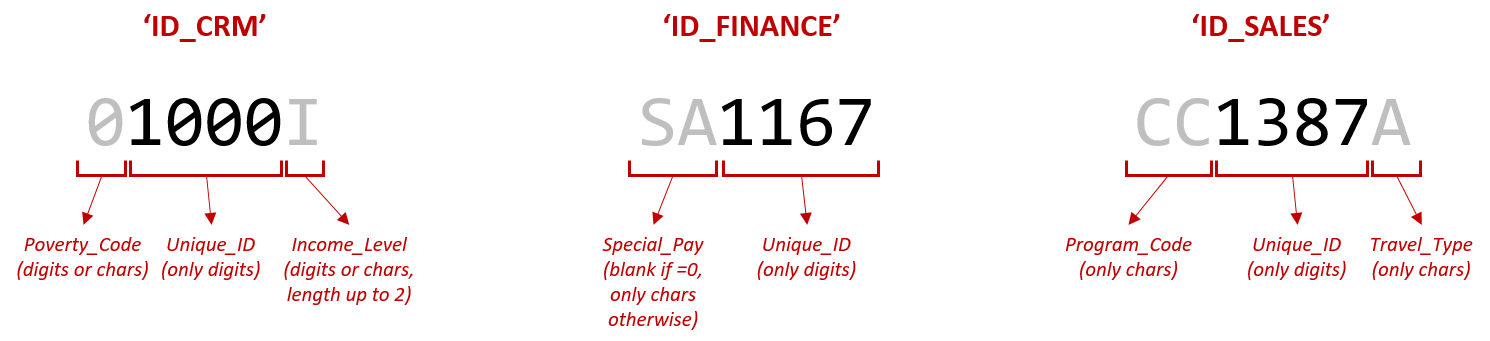 ‘ID_CRM’
01000I
Poverty_Code
(digits or chars)
Unique_ID
(only digits)
Income_Level
(digits or chars,
length up to 2)
‘ID_FINANCE’
SA1167
Special_Pay
(blank if =0,
only chars
otherwise)
Unique_ID
(only digits)
‘ID_SALES’
CC1387A
Program_Code
(only chars)
Unique_ID
(only digits)
Travel_Type
(only chars)